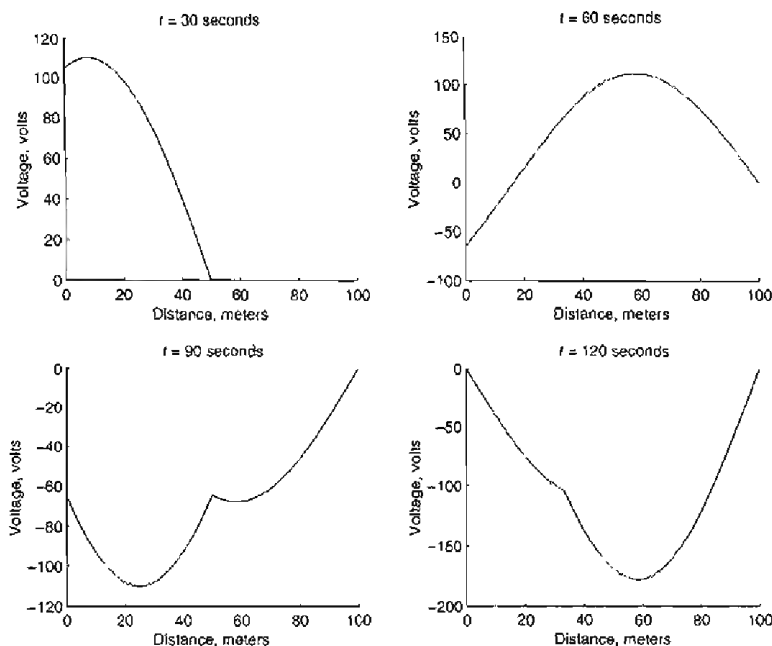 t = 30 seconds
120
100
80
60
40
20
0
Voltage, volts
0 20 40 60 80 100
Distance, meters
t = 60 seconds
150
100
50
0
−50
−100
Voltage, volts
0 20 40 60 80 100
Distance, meters
t = 90 seconds
0
−20
−40
−60
−80
−100
−120
Voltage, volts
0 20 40 60 80 100
Distance, meters
t = 120 seconds
0
−50
−100
−150
−200
Voltage, volts
0 20 40 60 80 100
Distance, meters